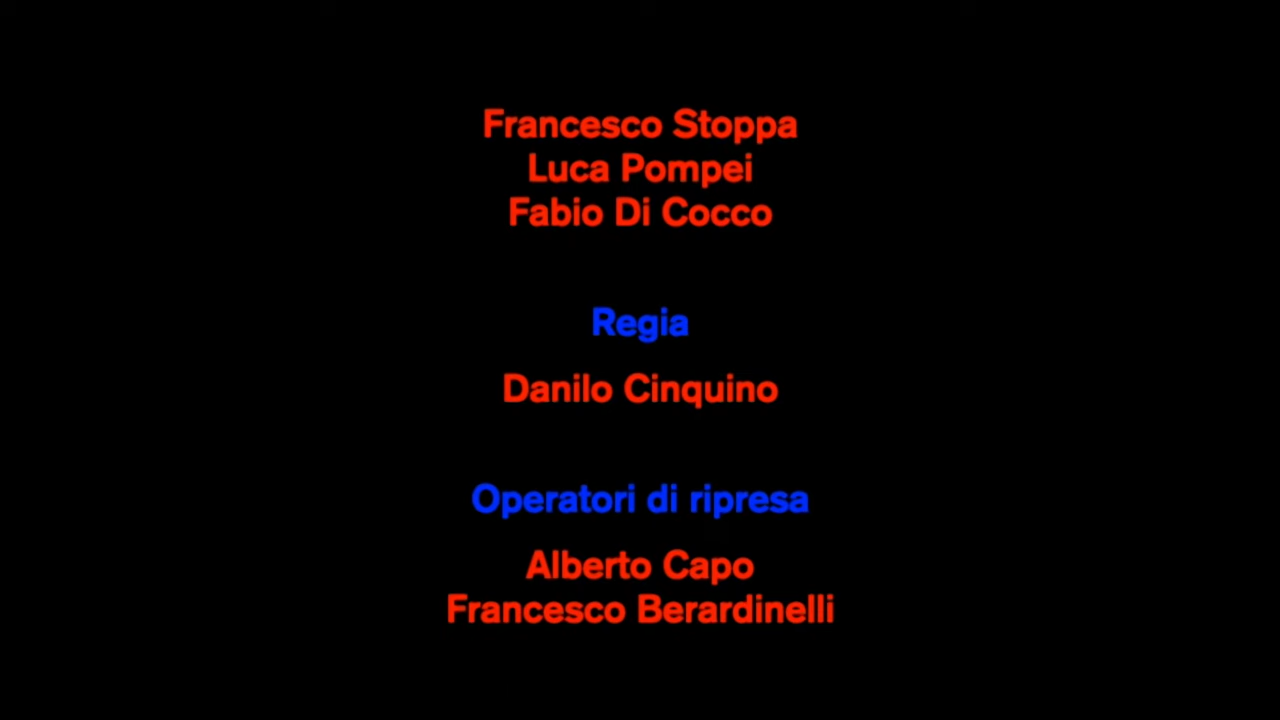 Francesco Stoppa
Luca Pompei
Fabio Di Cocco
Regia
Danilo Cinquino
Operatori di ripresa
Alberto Capo
Francesco Berardinelli